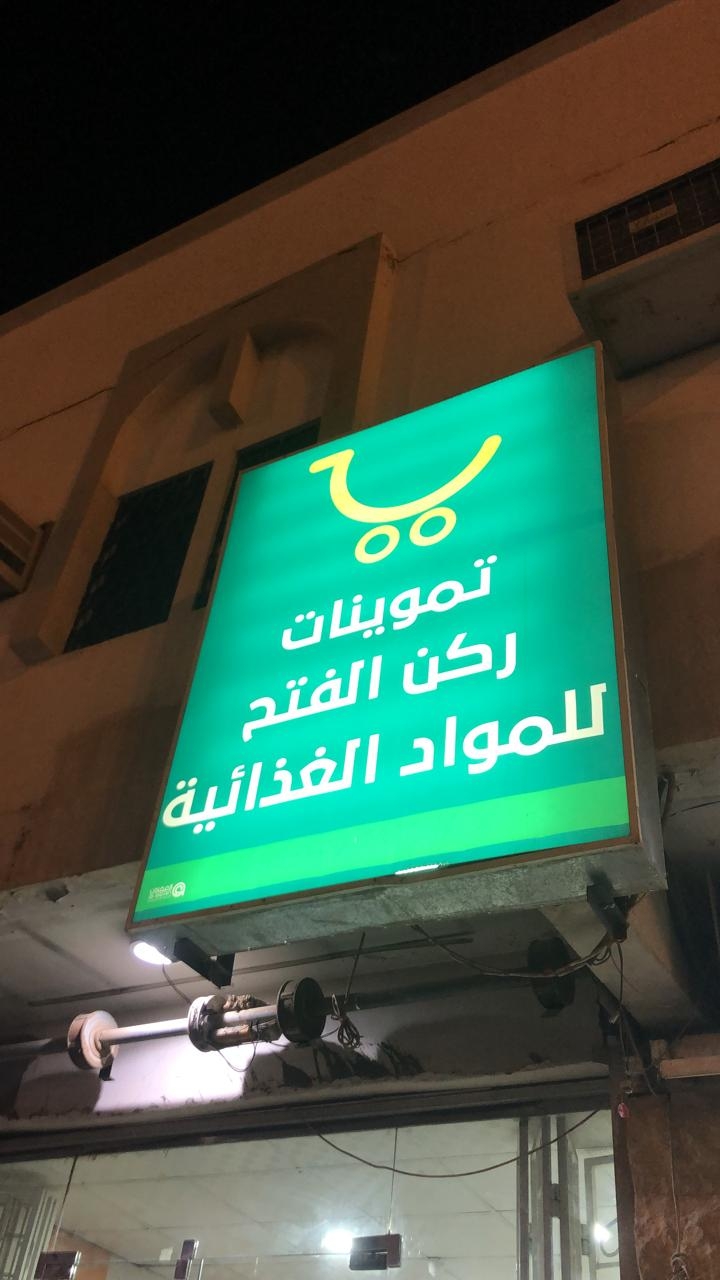 تموينات
ركن الفتح
للمواد الغذائية